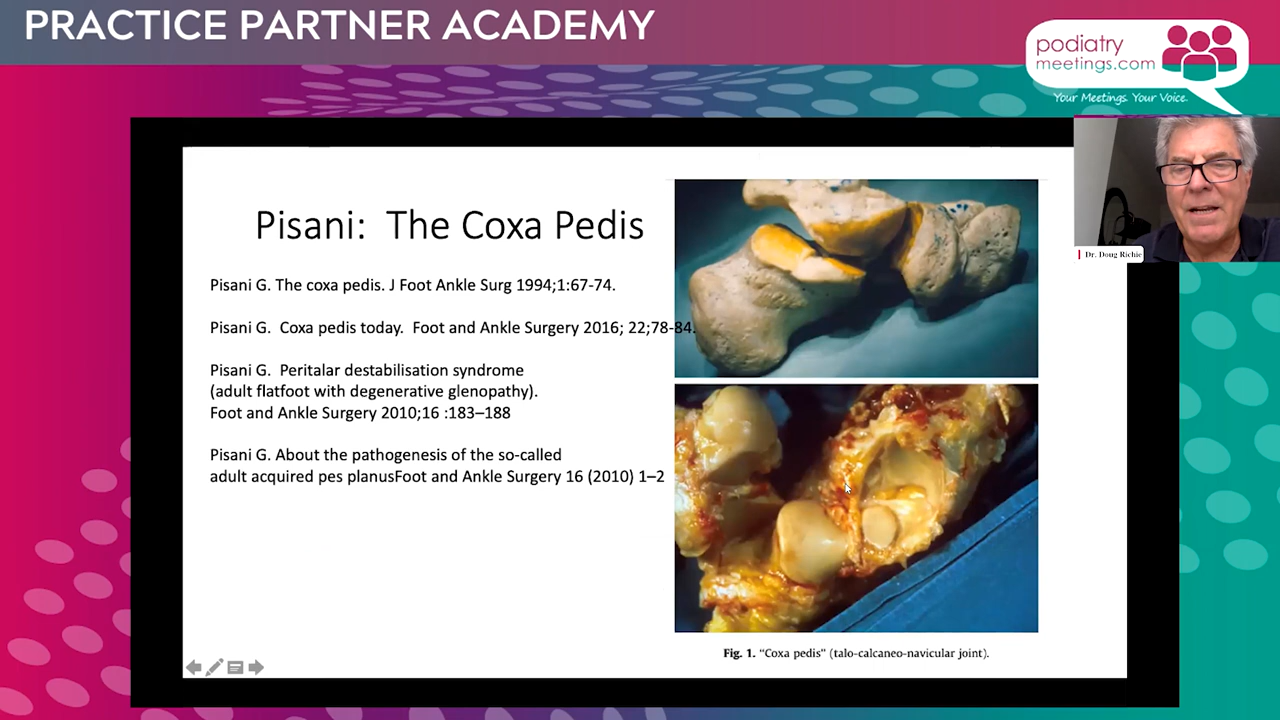 PRACTICE PARTNER ACADEMY
podiatry
meetings.com
Your Meetings. Your Voice.
Dr. Doug Richie
Pisani:  The Coxa Pedis
Pisani G. The coxa pedis. J Foot Ankle Surg 1994;1:67-74.
Pisani G.  Coxa pedis today.  Foot and Ankle Surgery 2016; 22;78-84.
Pisani G.  Peritalar destabilisation syndrome
(adult flatfoot with degenerative glenopathy).
Foot and Ankle Surgery 2010;16 :183–188
Pisani G. About the pathogenesis of the so-called
adult acquired pes planusFoot and Ankle Surgery 16 (2010) 1–2
Fig. 1. “Coxa pedis” (talo-calcaneo-navicular joint).